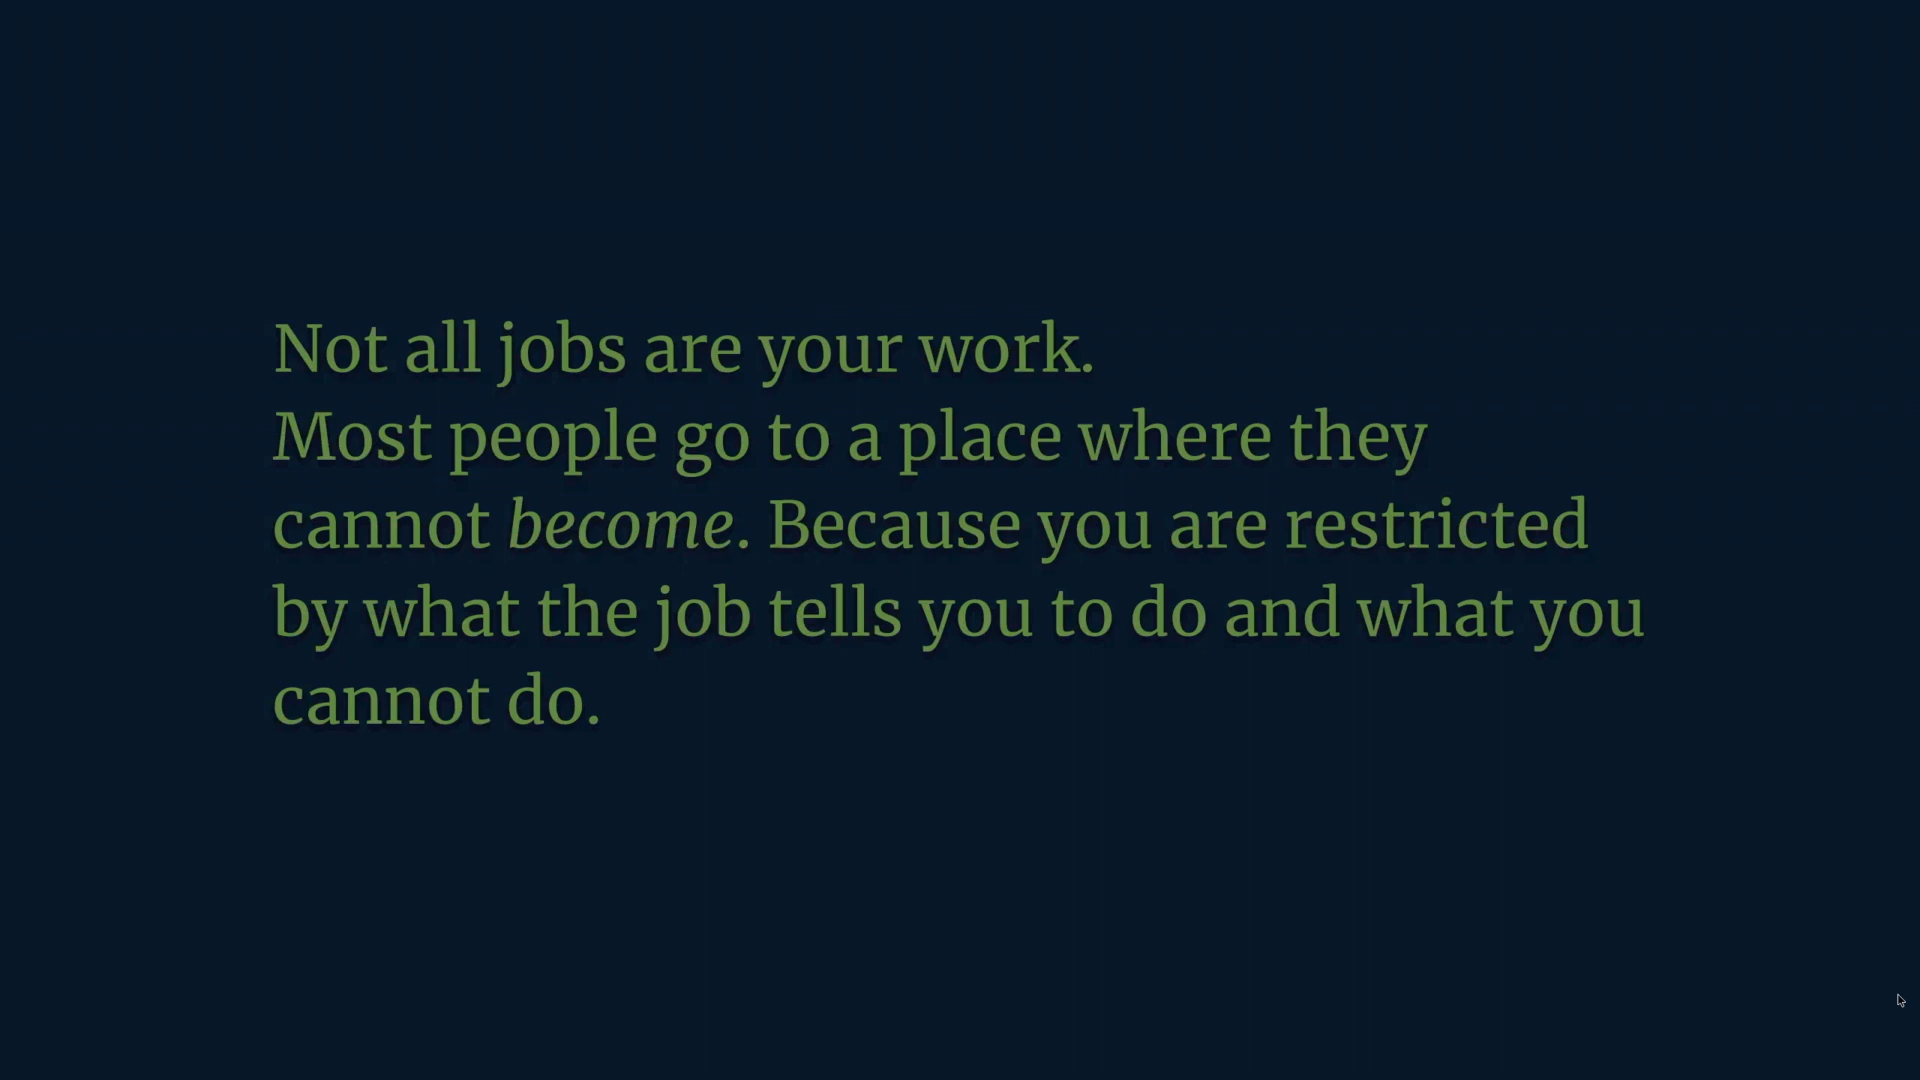 Not all jobs are your work.
Most people go to a place where they
cannot become. Because you are restricted
by what the job tells you to do and what you
cannot do.